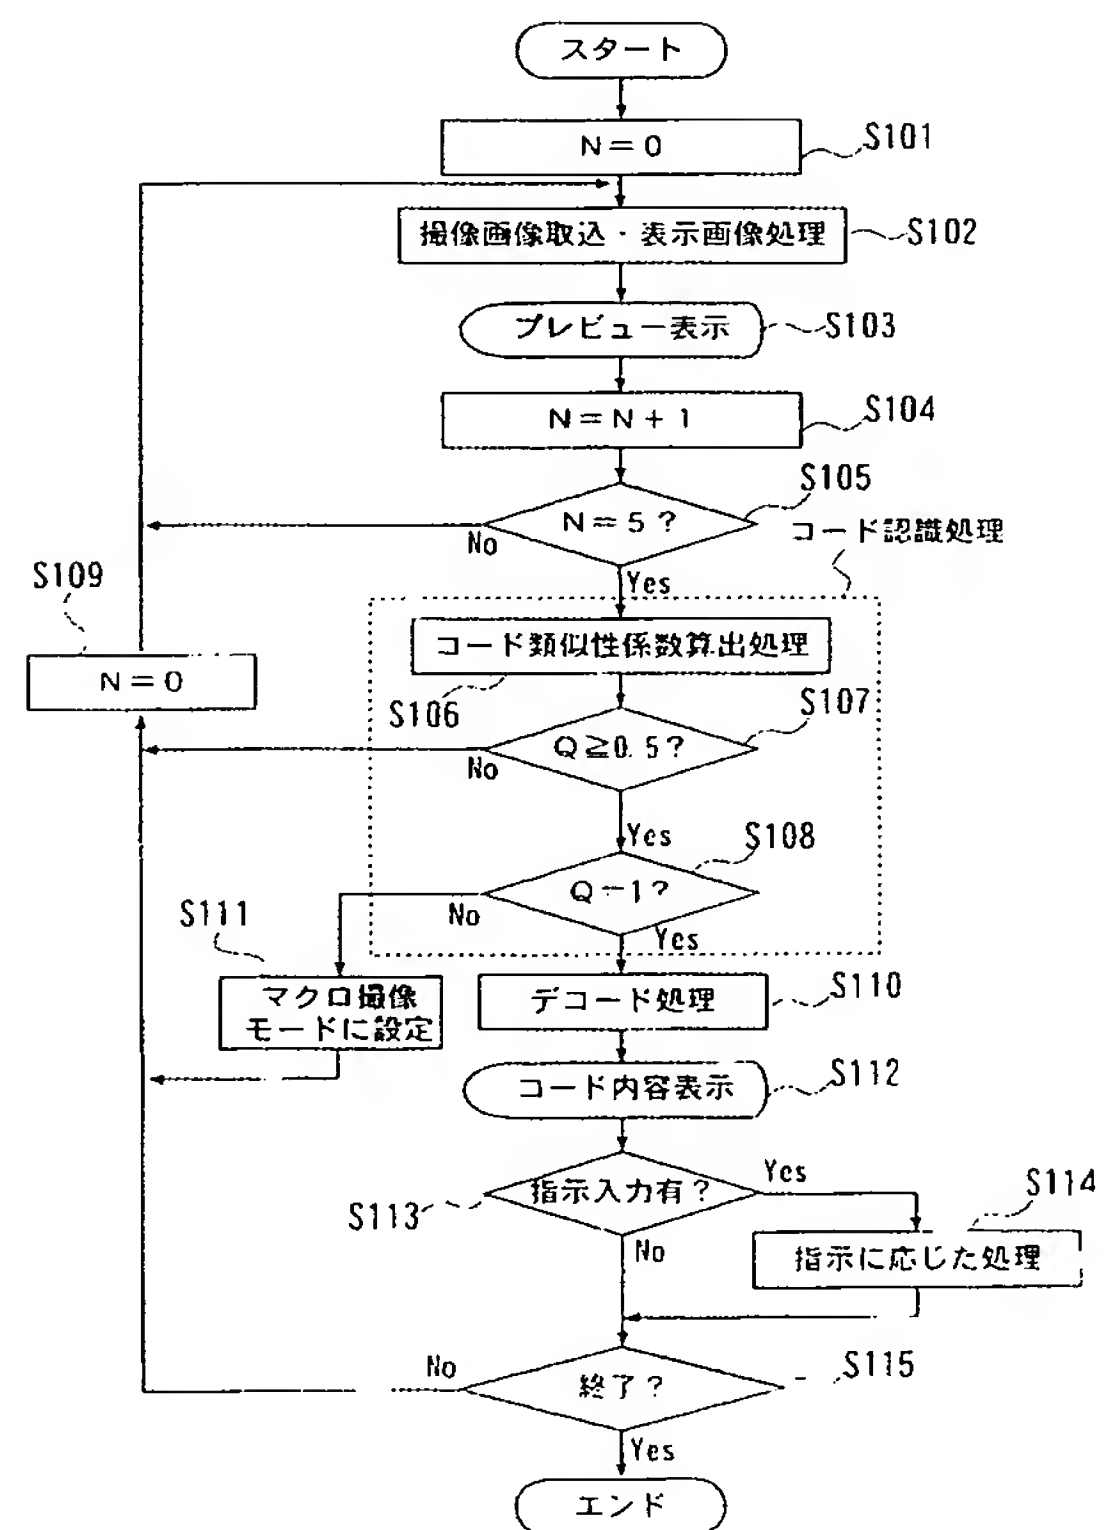 スタート
N=0
S101
撮像画像取込・表示画像処理
S102
プレビュー表示
S103
N=N+1
S104
N=5?
S105
No
Yes
コード認識処理
S109
N=0
コード類似性係数算出処理
S106
Q≧0.5?
S107
No
Yes
Q=1?
S108
No
Yes
S111
マクロ撮像
モードに設定
デコード処理
S110
コード内容表示
S112
指示入力有?
S113
Yes
No
S114
指示に応じた処理
終了?
S115
No
Yes
エンド